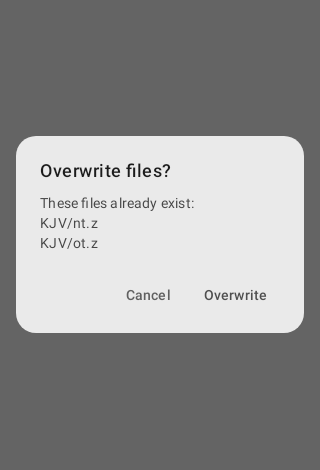 Overwrite files?
These files already exist:
KJV/nt.z
KJV/ot.z
Cancel
Overwrite